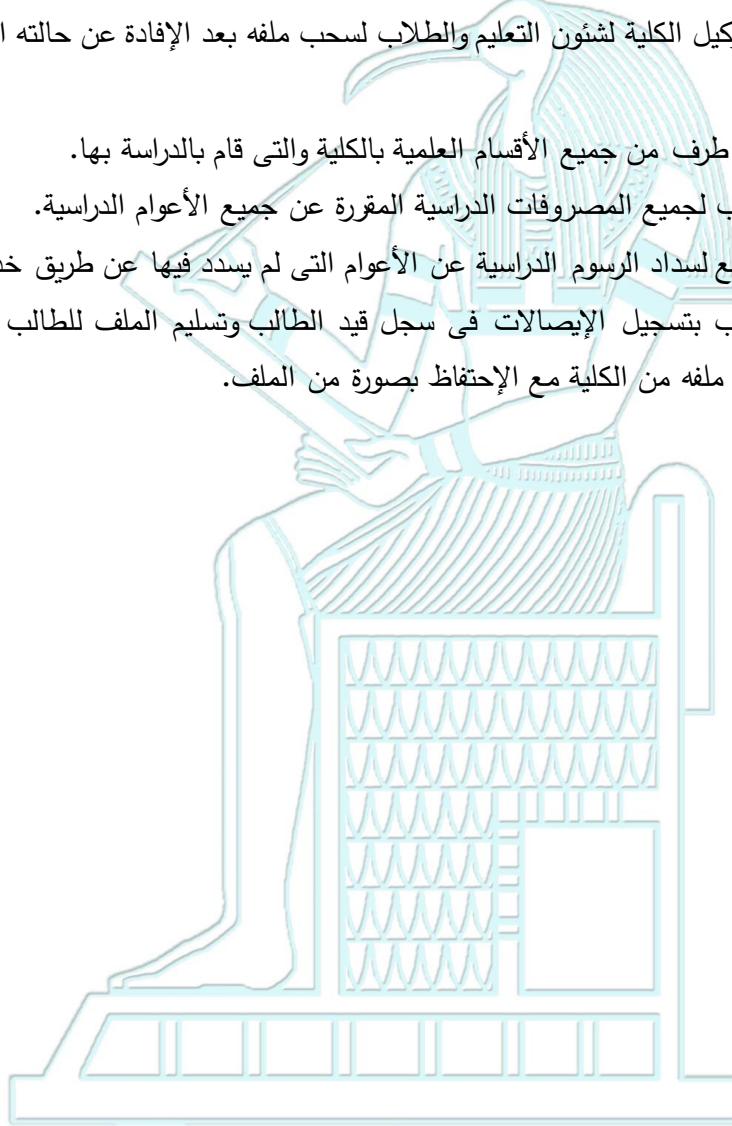 كيل الكلية لشئون التعليم والطلاب لسحب ملفه بعد الإفادة عن حالته
طرف من جميع الأقسام العلمية بالكلية والتى قام بالدراسة بها.
ب لجميع المصروفات الدراسية المقررة عن جميع الأعوام الدراسية.
ع لسداد الرسوم الدراسية عن الأعوام التى لم يسدد فيها عن طريق
ب بتسجيل الإيصالات فى سجل قيد الطالب وتسليم الملف للطالب
ملفه من الكلية مع الإحتفاظ بصورة من الملف.